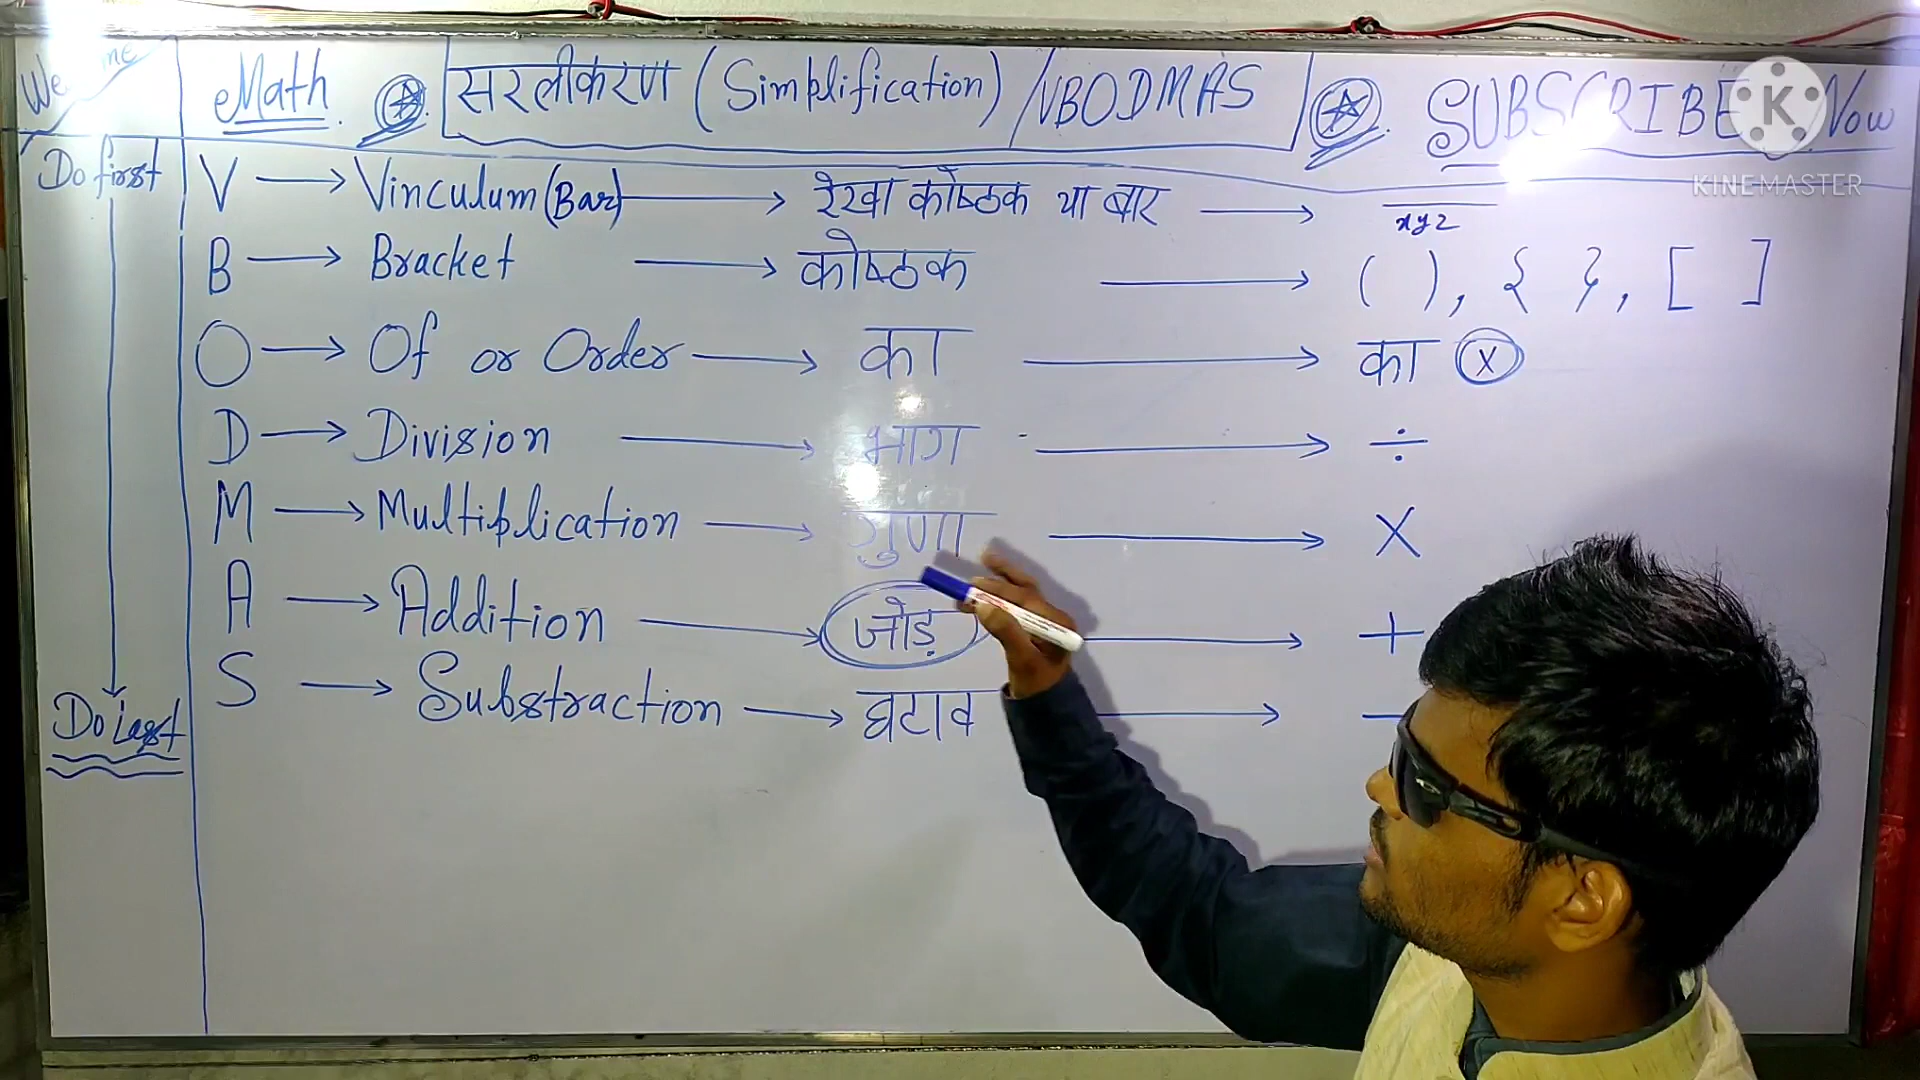 Math सरलीकरण (Simplification) / VBODMAS SUBSCRIBE Now
K
KINEMASTER
Do first V → Vinculum (Bar) → रेखा कोष्ठक या बार → xyz
B → Bracket → कोष्ठक → ( ), { }, [ ]
O → Of or Order → का → का (x)
D → Division → भाग → ÷
M → Multiplication → गुणा → X
A → Addition → जोड़ → +
S → Substraction → घटाव → −
Do Last